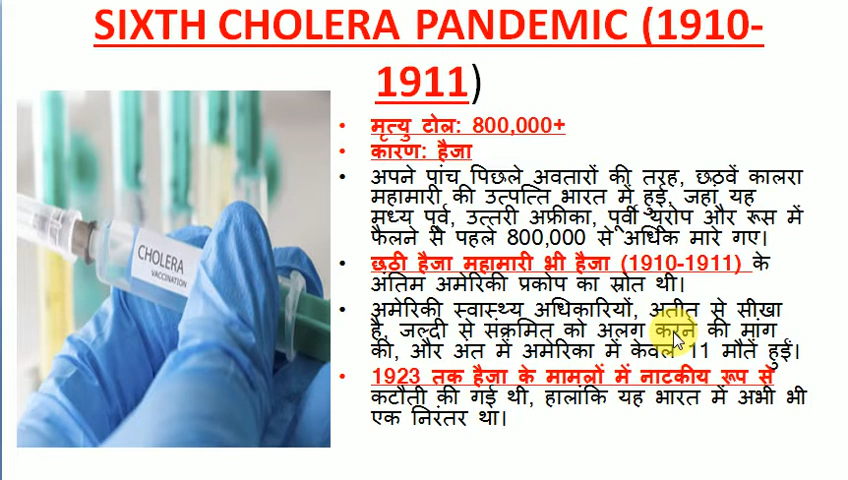 SIXTH CHOLERA PANDEMIC (1910-
1911)
• मृत्यु टोल: 800,000+
• कारण: हैजा
• अपने पांच पिछले अवतारों की तरह, छठवें कालरा
महामारी की उत्पत्ति भारत में हुई, जहां यह
मध्य पूर्व, उत्तरी अफ्रीका, पूर्वी यूरोप और रूस में
फैलने से पहले 800,000 से अधिक मारे गए।
• छठी हैजा महामारी भी हैजा (1910-1911) के
अंतिम अमेरिकी प्रकोप का स्रोत थी।
• अमेरिकी स्वास्थ्य अधिकारियों, अतीत से सीखा
है, जल्दी से संक्रमित को अलग करने की मांग
की, और अंत में अमेरिका में केवल 11 मौतें हुईं।
• 1923 तक हैजा के मामलों में नाटकीय रूप से
कटौती की गई थी, हालांकि यह भारत में अभी भी
एक निरंतर था।
CHOLERA
VACCINATION